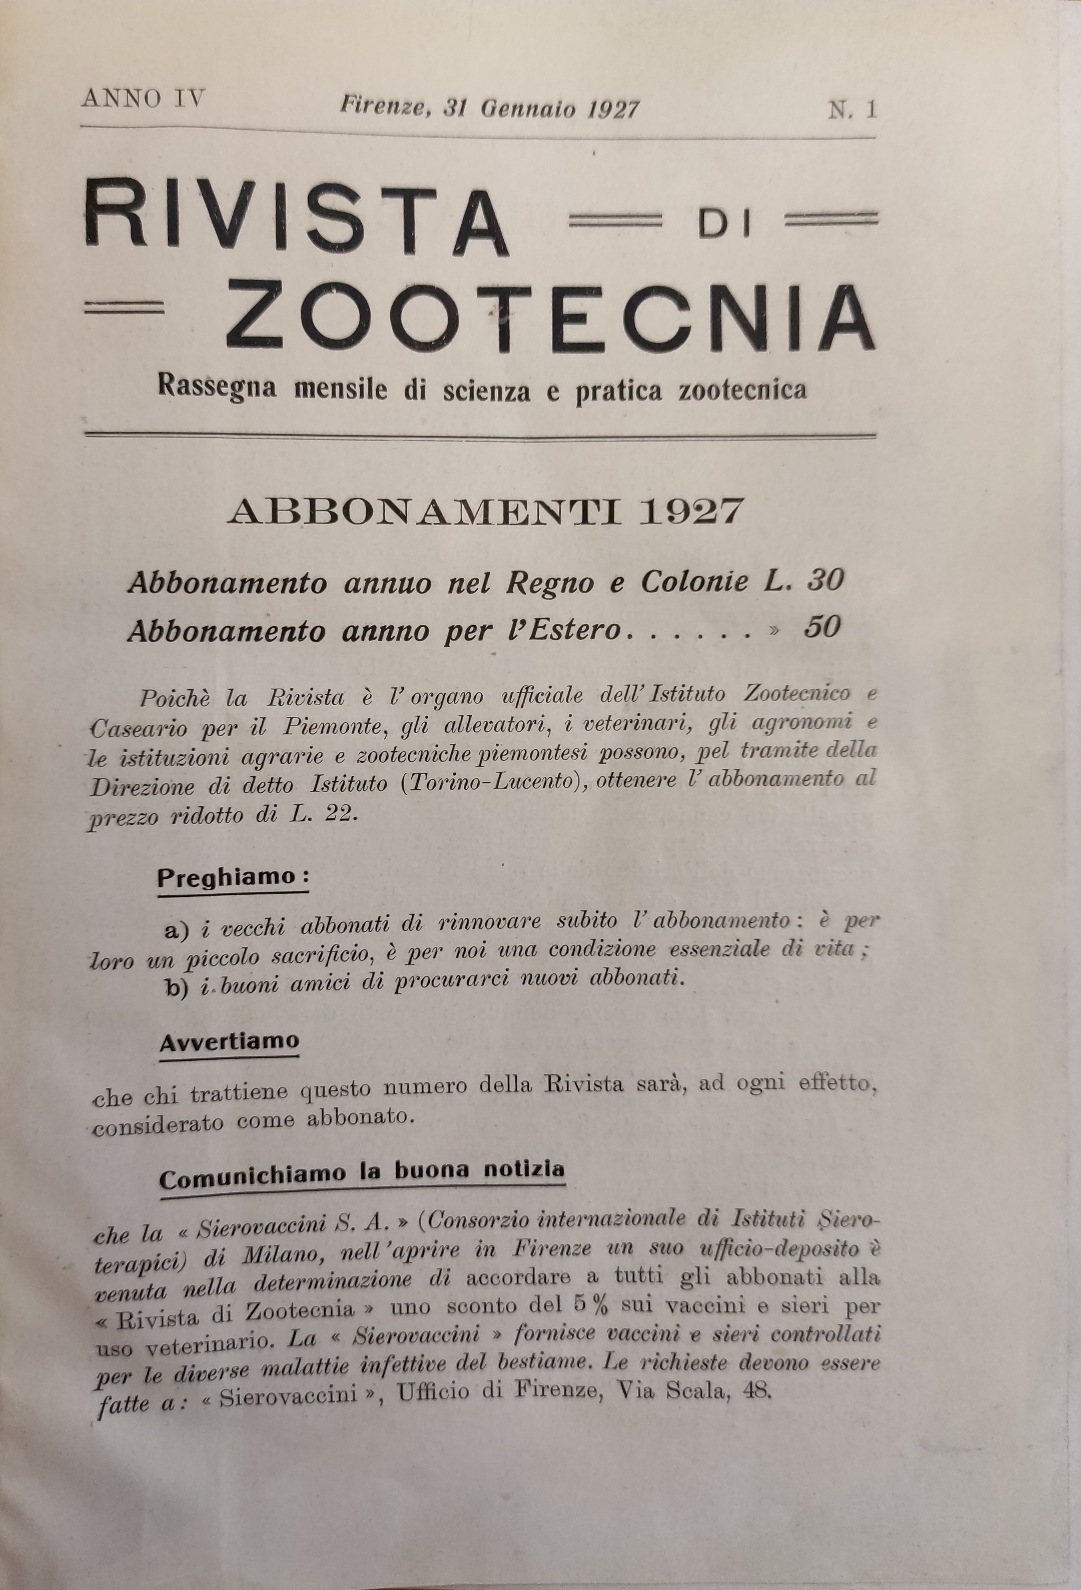 ANNO IV Firenze, 31 Gennaio 1927 N. 1
RIVISTA DI
ZOOTECNIA
Rassegna mensile di scienza e pratica zootecnica
ABBONAMENTI 1927
Abbonamento annuo nel Regno e Colonie L. 30
Abbonamento annno per l'Estero. . . . . . » 50
Poichè la Rivista è l'organo ufficiale dell'Istituto Zootecnico e
Caseario per il Piemonte, gli allevatori, i veterinari, gli agronomi e
le istituzioni agrarie e zootecniche piemontesi possono, pel tramite della
Direzione di detto Istituto (Torino-Lucento), ottenere l'abbonamento al
prezzo ridotto di L. 22.
Preghiamo :
a) i vecchi abbonati di rinnovare subito l'abbonamento : è per
loro un piccolo sacrificio, è per noi una condizione essenziale di vita ;
b) i buoni amici di procurarci nuovi abbonati.
Avvertiamo
che chi trattiene questo numero della Rivista sarà, ad ogni effetto,
considerato come abbonato.
Comunichiamo la buona notizia
che la « Sierovaccini S. A. » (Consorzio internazionale di Istituti Siero-
terapici) di Milano, nell'aprire in Firenze un suo ufficio-deposito è
venuta nella determinazione di accordare a tutti gli abbonati alla
« Rivista di Zootecnia » uno sconto del 5 % sui vaccini e sieri per
uso veterinario. La « Sierovaccini » fornisce vaccini e sieri controllati
per le diverse malattie infettive del bestiame. Le richieste devono essere
fatte a : « Sierovaccini », Ufficio di Firenze, Via Scala, 48.